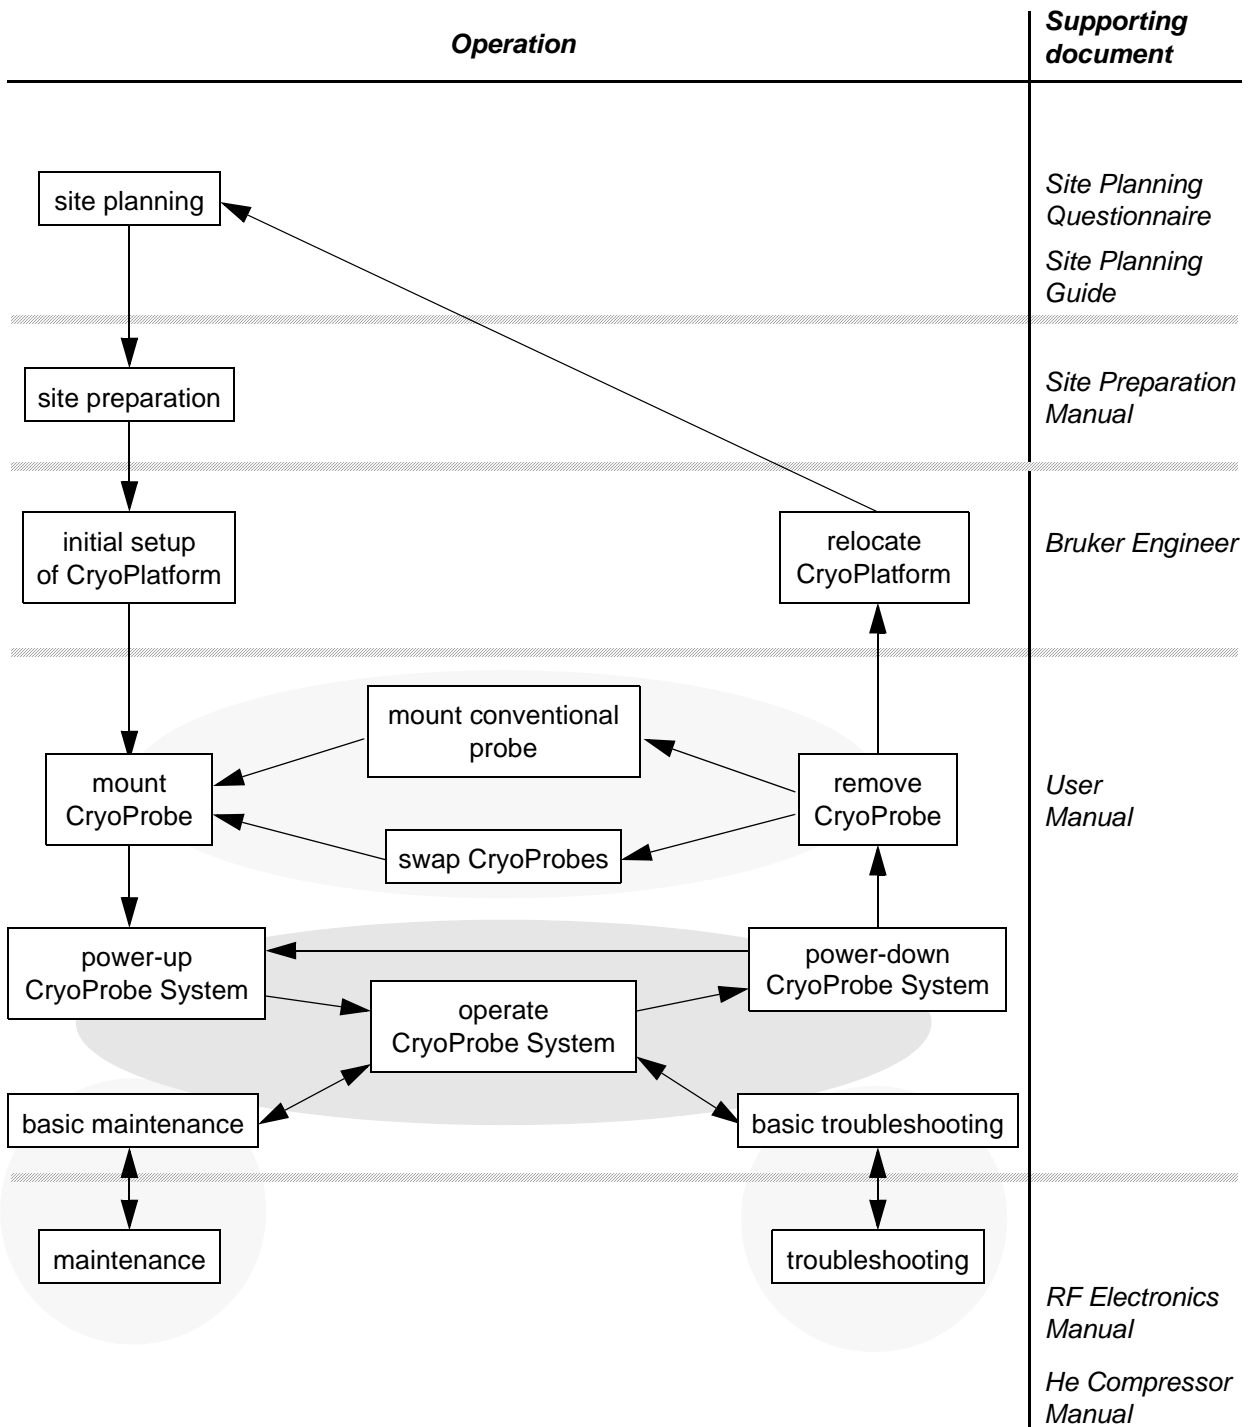 Operation
Supporting
document
site planning
Site Planning
Questionnaire
Site Planning
Guide
site preparation
Site Preparation
Manual
initial setup
of CryoPlatform
relocate
CryoPlatform
Bruker Engineer
mount conventional
probe
mount
CryoProbe
remove
CryoProbe
User
Manual
swap CryoProbes
power-up
CryoProbe System
power-down
CryoProbe System
operate
CryoProbe System
basic maintenance
basic troubleshooting
maintenance
troubleshooting
RF Electronics
Manual
He Compressor
Manual